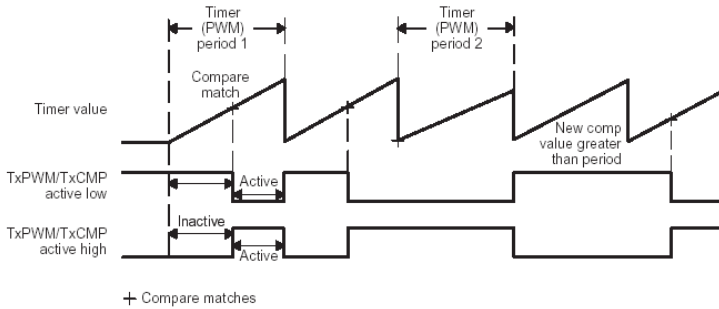 Timer
(PWM)
period 1
Timer
(PWM)
period 2
Compare
match
Timer value
New comp
value greater
than period
TxPWM/TxCMP
active low
Active
TxPWM/TxCMP
active high
Inactive
Active
Compare matches